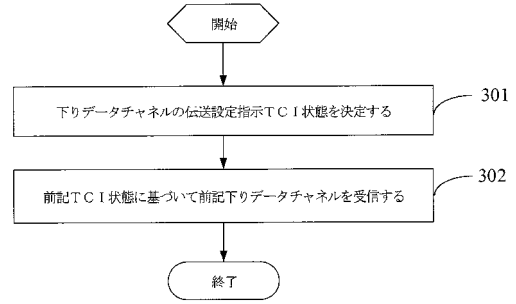 開始
下りデータチャネルの伝送設定指示TCI状態を決定する
301
前記TCI状態に基づいて前記下りデータチャネルを受信する
302
終了